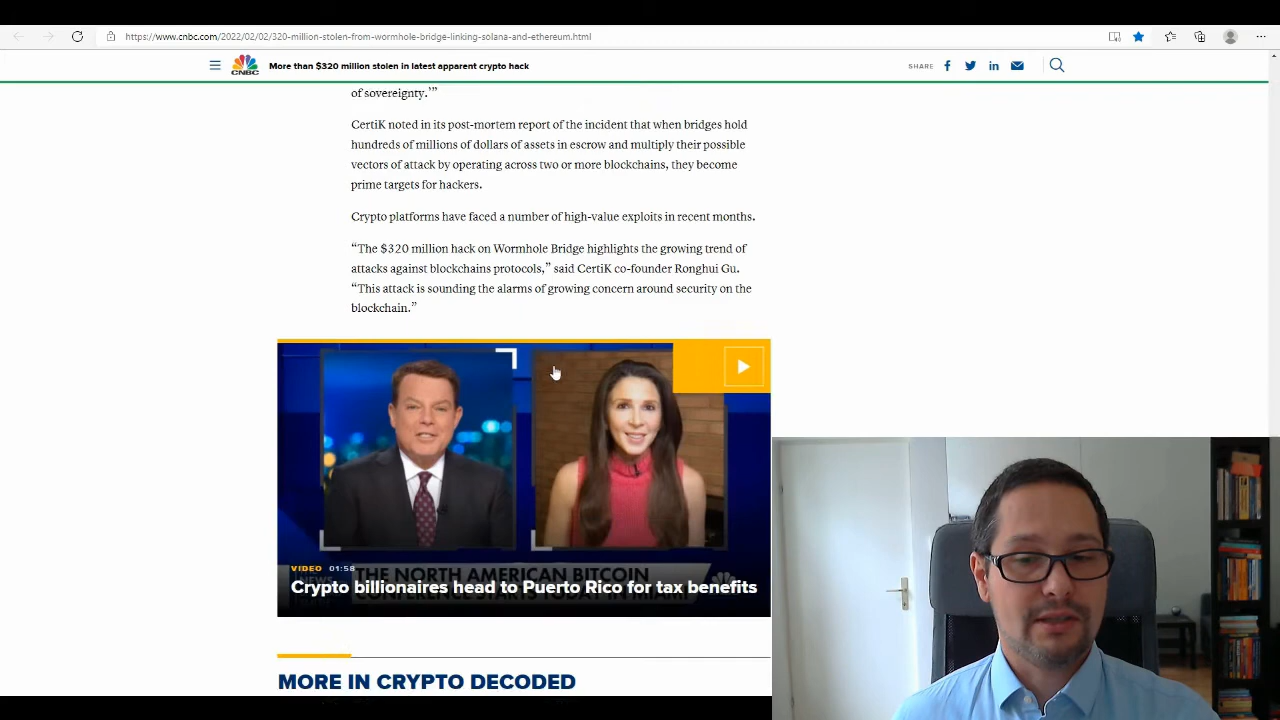 https://www.cnbc.com/2022/02/02/320-million-stolen-from-wormhole-bridge-linking-solana-and-ethereum.html
CNBC
More than $320 million stolen in latest apparent crypto hack
SHARE
of sovereignty.’”
CertiK noted in its post-mortem report of the incident that when bridges hold
hundreds of millions of dollars of assets in escrow and multiply their possible
vectors of attack by operating across two or more blockchains, they become
prime targets for hackers.
Crypto platforms have faced a number of high-value exploits in recent months.
“The $320 million hack on Wormhole Bridge highlights the growing trend of
attacks against blockchains protocols,” said CertiK co-founder Ronghui Gu.
“This attack is sounding the alarms of growing concern around security on the
blockchain.”
VIDEO 01:58
THE NORTH AMERICAN BITCOIN
Crypto billionaires head to Puerto Rico for tax benefits
CONFERENCE STARTS TODAY IN MIAMI
MORE IN CRYPTO DECODED